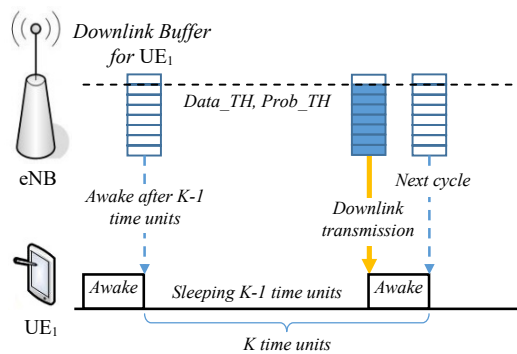 Downlink Buffer
for UE1
Data_TH, Prob_TH
eNB
Awake after K-1
time units
Next cycle
Downlink
transmission
Awake
Sleeping K-1 time units
Awake
UE1
K time units